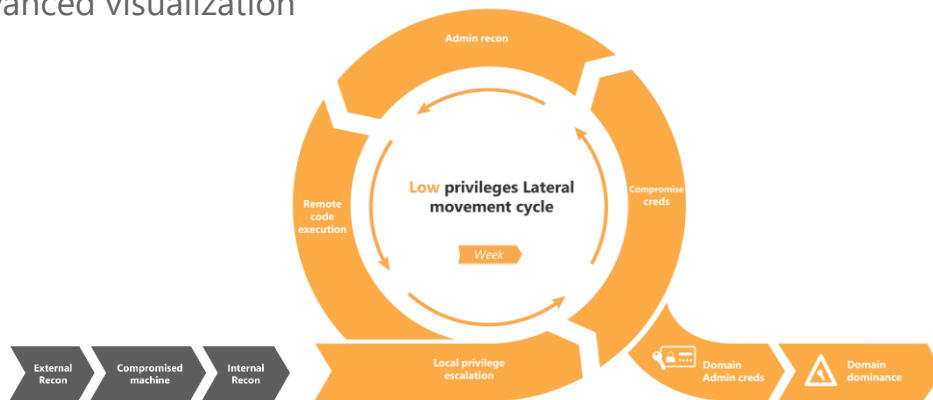 vanced visualization
Admin recon
Low privileges Lateral
movement cycle
Week
Compromise
creds
Remote
code
execution
External
Recon
Compromised
machine
Internal
Recon
Local privilege
escalation
Domain
Admin creds
Domain
dominance